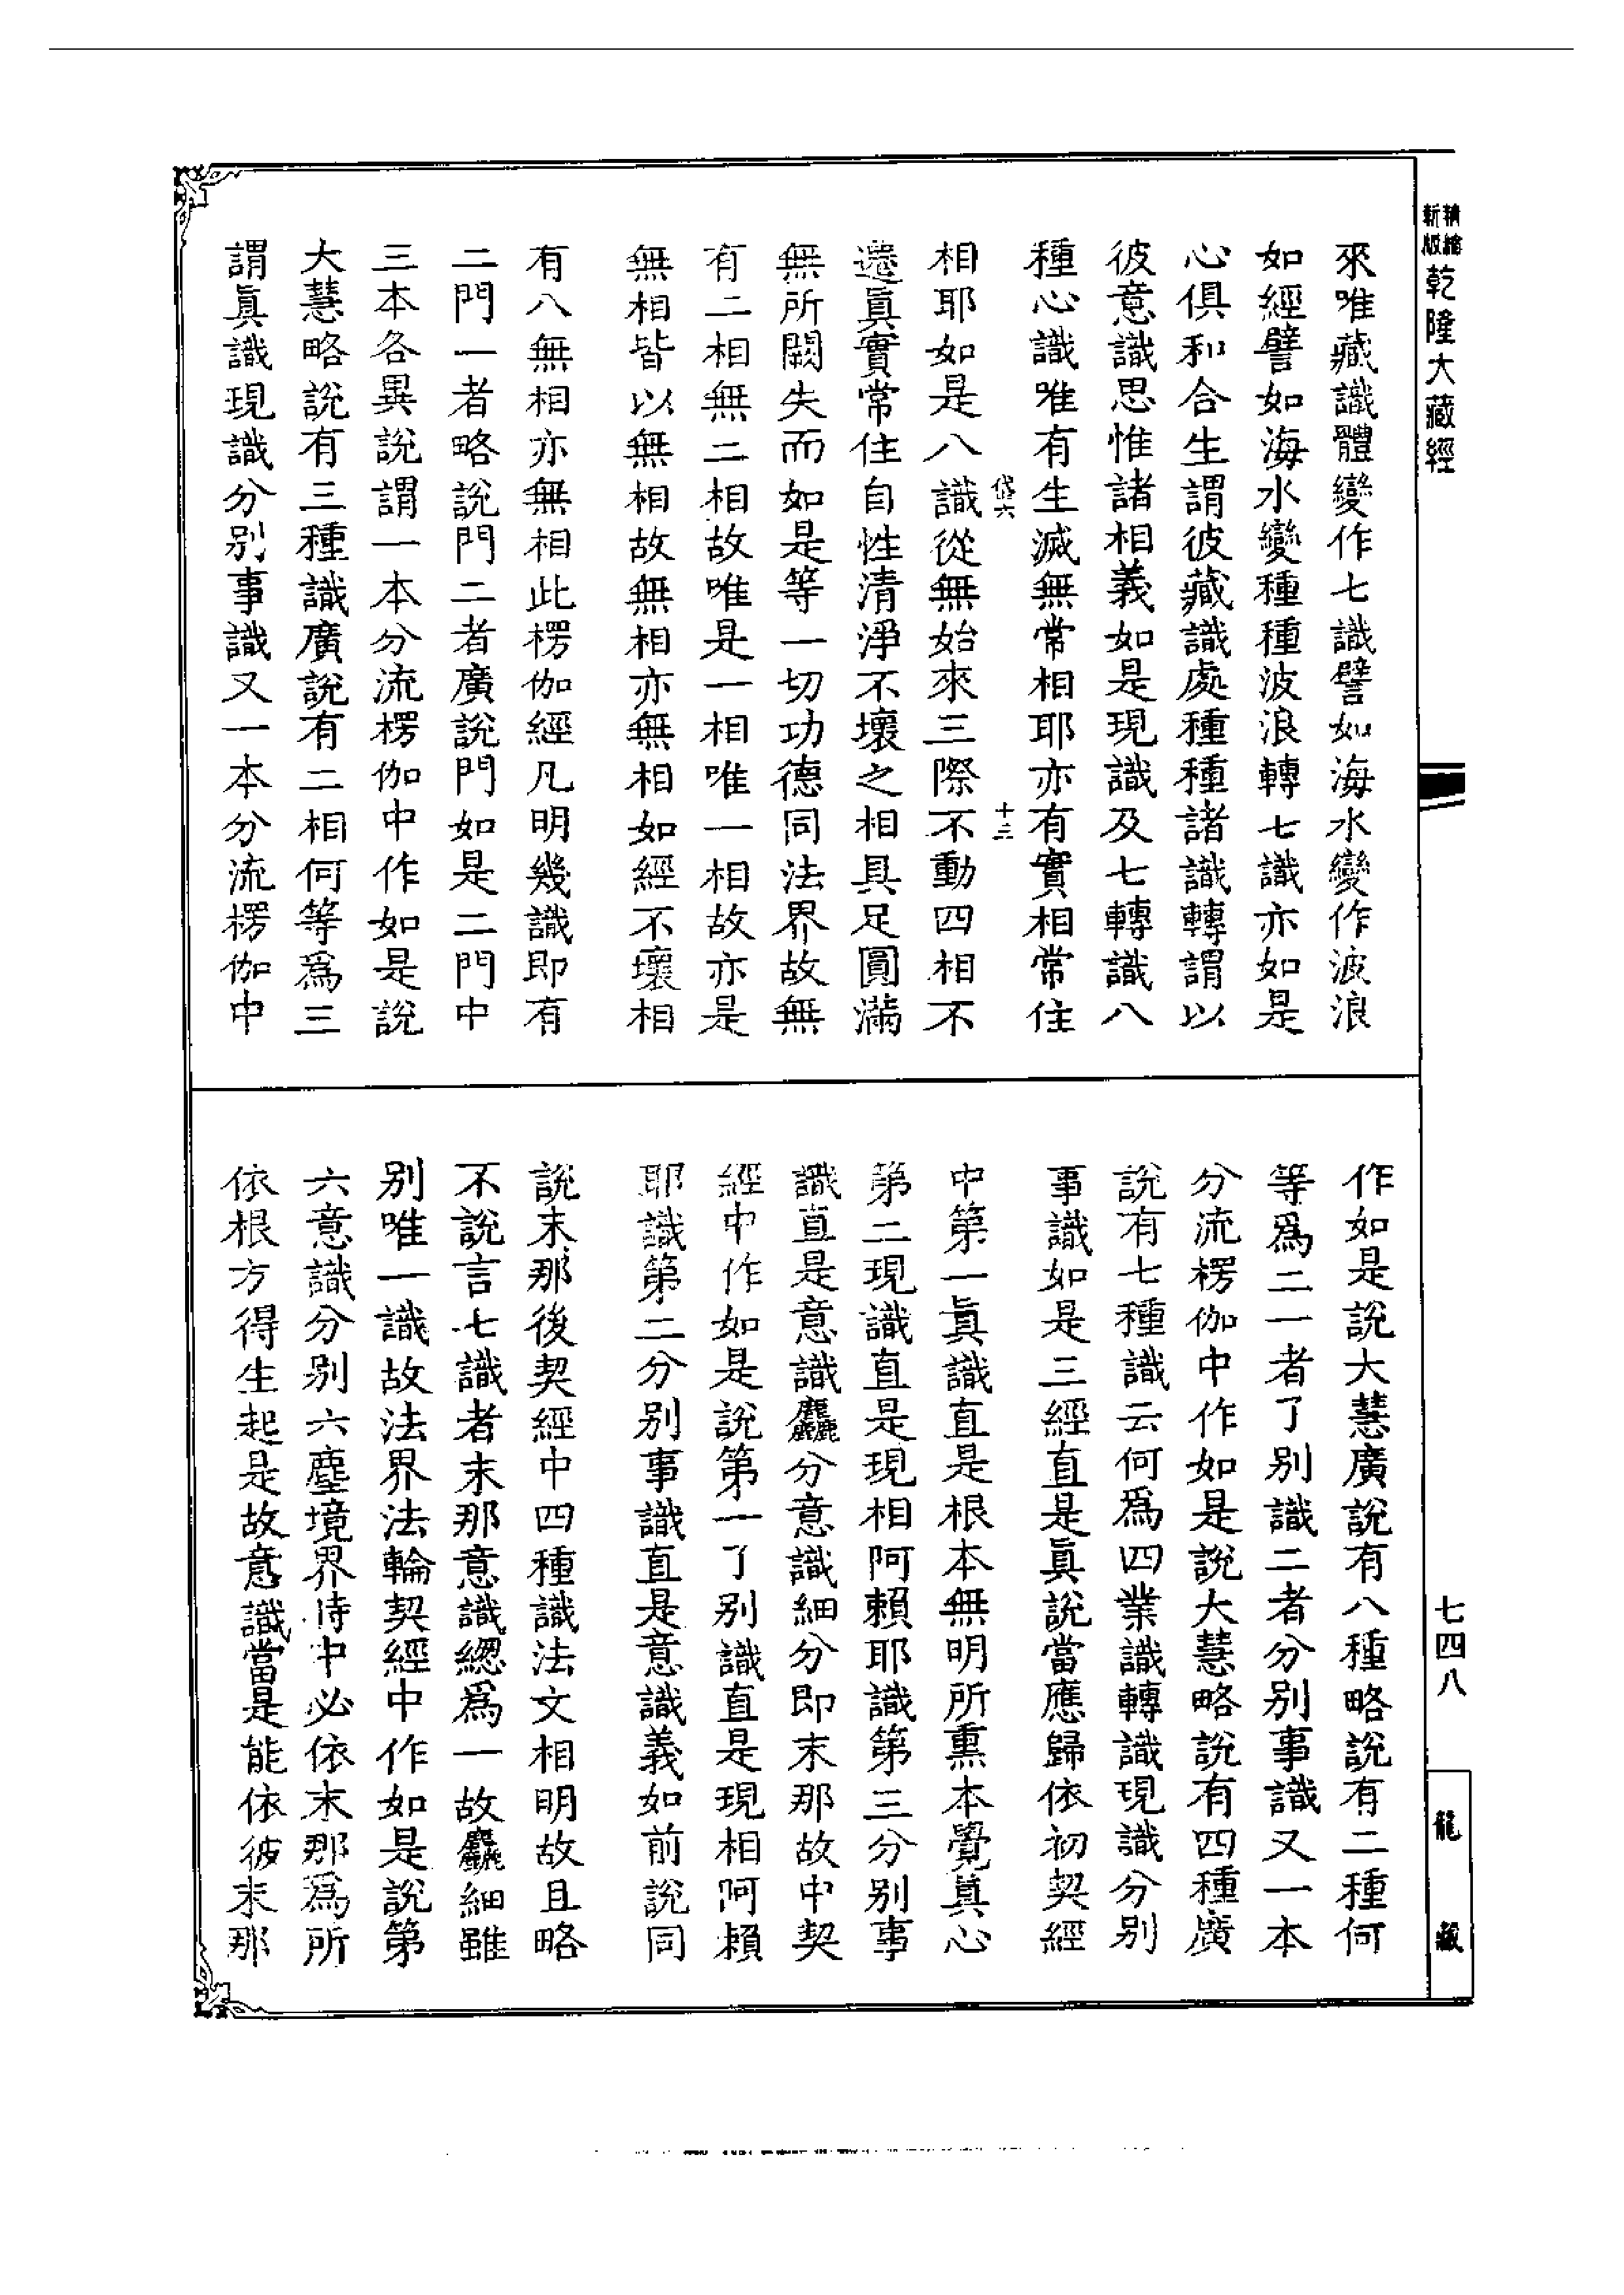 精縮新版
乾隆大藏經
來唯藏識體變作七識譬如海水變作波浪
如經譬如海水變種種波浪轉七識亦如是
心俱和合生謂彼藏識處種種諸識轉謂以
彼意識思惟諸相義如是現識及七轉識八
種心識唯有生滅無常相耶亦有實相常住
岱六 十三
相耶如是八識從無始來三際不動四相不
遷眞實常住自性清淨不壞之相具足圓滿
無所闕失而如是等一切功德同法界故無
有二相無二相故唯是一相唯一相故亦是
無相皆以無相故無相亦無相如經不壞相
有八無相亦無相此楞伽經凡明幾識即有
二門一者略說門二者廣說門如是二門中
三本各異說謂一本分流楞伽中作如是說
大慧略說有三種識廣說有二相何等爲三
謂眞識現識分別事識又一本分流楞伽中
作如是說大慧廣說有八種略說有二種何
等爲二一者了別識二者分別事識又一本
分流楞伽中作如是說大慧略說有四種廣
說有七種識云何爲四業識轉識現識分別
事識如是三經直是眞說當應歸依初契經
中第一眞識直是根本無明所熏本覺眞心
第二現識直是現相阿賴耶識第三分別事
識直是意識麤分意識細分即末那故中契
經中作如是說第一了別識直是現相阿賴
耶識第二分別事識直是意識義如前說同
說末那後契經中四種識法文相明故且略
不說言七識者末那意識總爲一故麤細雖
別唯一識故法界法輪契經中作如是說第
六意識分別六塵境界時中必依末那爲所
依根方得生起是故意識當是能依彼末那
七四八
龍藏